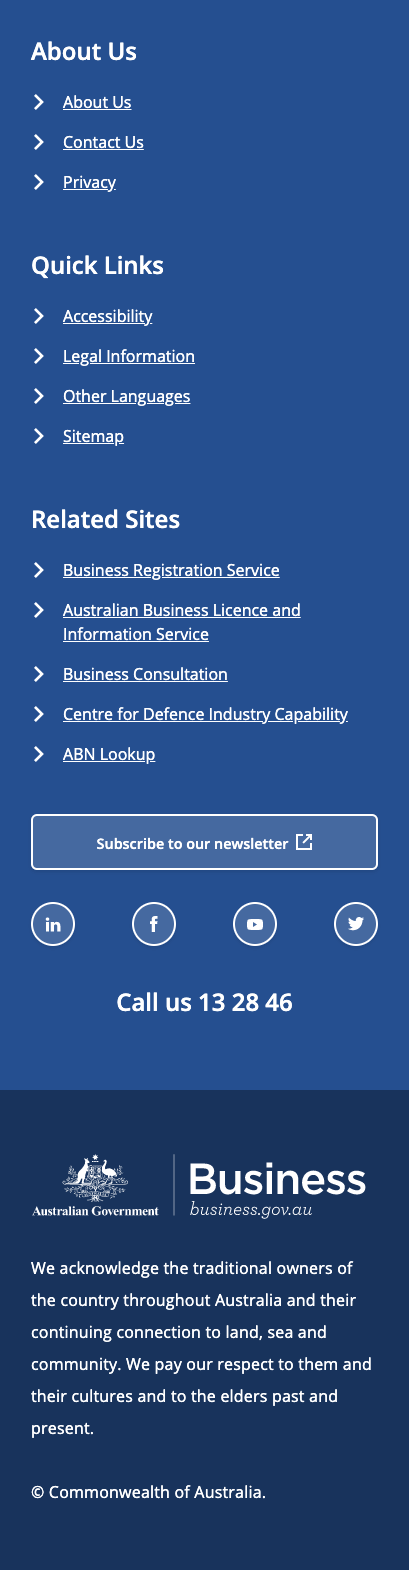 About Us
About Us
Contact Us
Privacy
Quick Links
Accessibility
Legal Information
Other Languages
Sitemap
Related Sites
Business Registration Service
Australian Business Licence and
Information Service
Business Consultation
Centre for Defence Industry Capability
ABN Lookup
Subscribe to our newsletter
in
f
Call us 13 28 46
Australian Government
Business
business.gov.au
We acknowledge the traditional owners of
the country throughout Australia and their
continuing connection to land, sea and
community. We pay our respect to them and
their cultures and to the elders past and
present.
© Commonwealth of Australia.